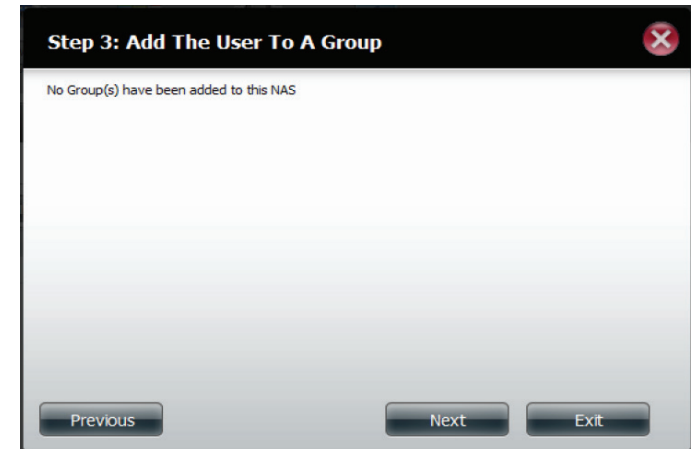 Step 3: Add The User To A Group
No Group(s) have been added to this NAS
Previous Next Exit